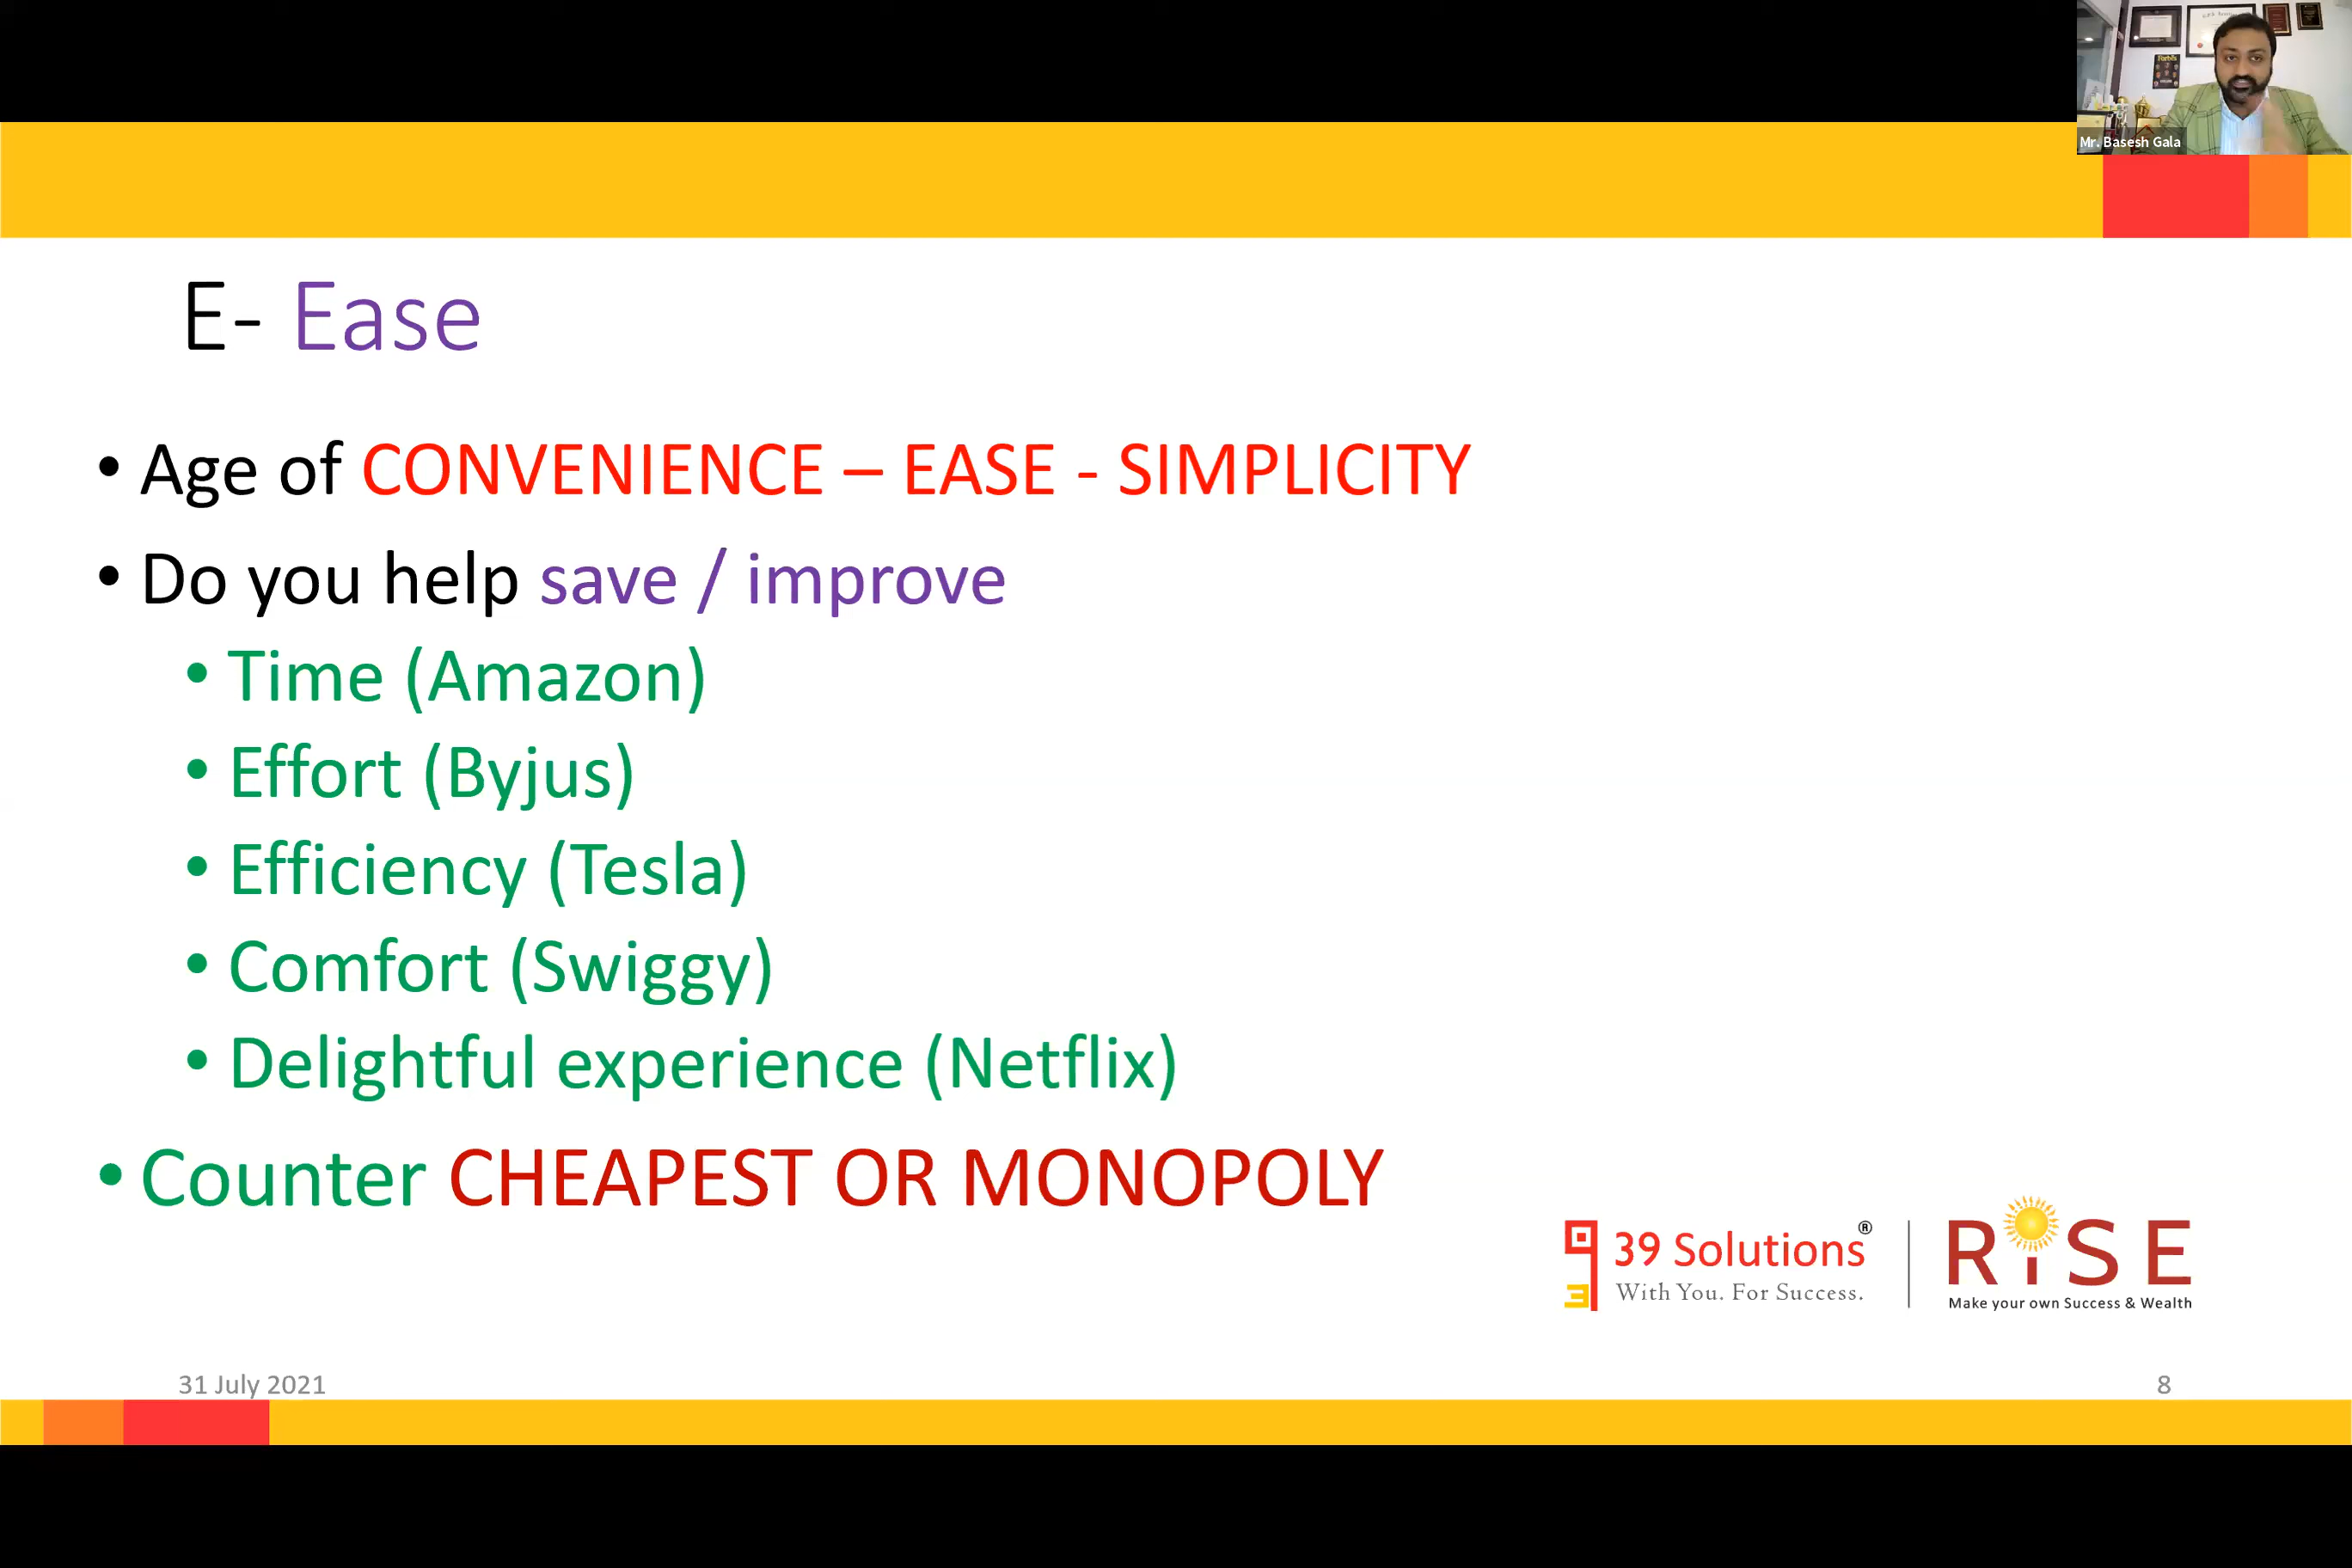 Forbes
Mr. Basesh Gala
E- Ease
• Age of CONVENIENCE – EASE - SIMPLICITY
• Do you help save / improve
• Time (Amazon)
• Effort (Byjus)
• Efficiency (Tesla)
• Comfort (Swiggy)
• Delightful experience (Netflix)
• Counter CHEAPEST OR MONOPOLY
39 Solutions®
With You. For Success.
RiSE
Make your own Success & Wealth
31 July 2021
8